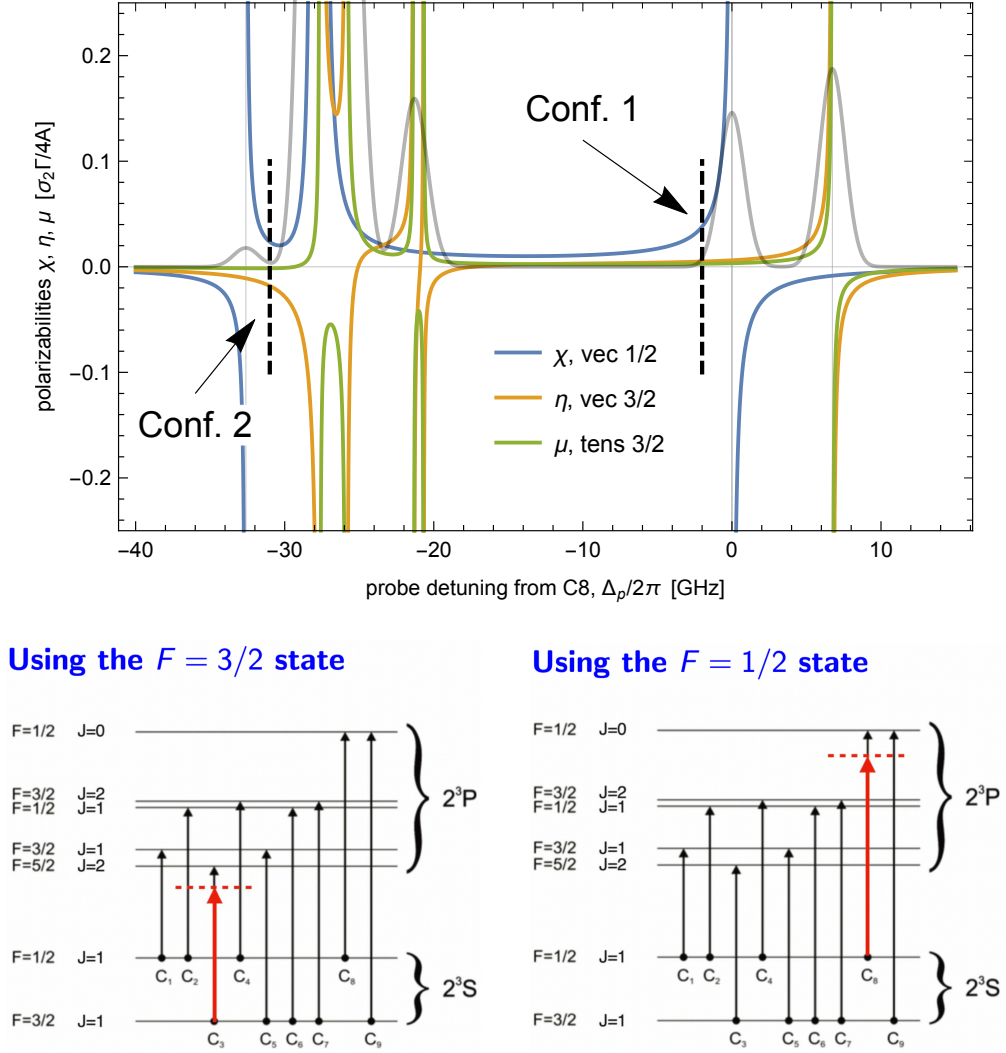 0.2
0.1
0.0
−0.1
−0.2
polarizabilities χ, η, μ [σ₂Γ/4A]
Conf. 1
Conf. 2
χ, vec 1/2
η, vec 3/2
μ, tens 3/2
−40 −30 −20 −10 0 10
probe detuning from C8, Δₚ/2π [GHz]
Using the F = 3/2 state
F=1/2 J=0
F=3/2 J=2
F=1/2 J=1
2³P
F=3/2 J=1
F=5/2 J=2
F=1/2 J=1
C₁ C₂ C₄ C₈
2³S
F=3/2 J=1
C₃ C₅ C₆ C₇ C₉
Using the F = 1/2 state
F=1/2 J=0
F=3/2 J=2
F=1/2 J=1
2³P
F=3/2 J=1
F=5/2 J=2
F=1/2 J=1
C₁ C₂ C₄ C₈
2³S
F=3/2 J=1
C₃ C₅ C₆ C₇ C₉